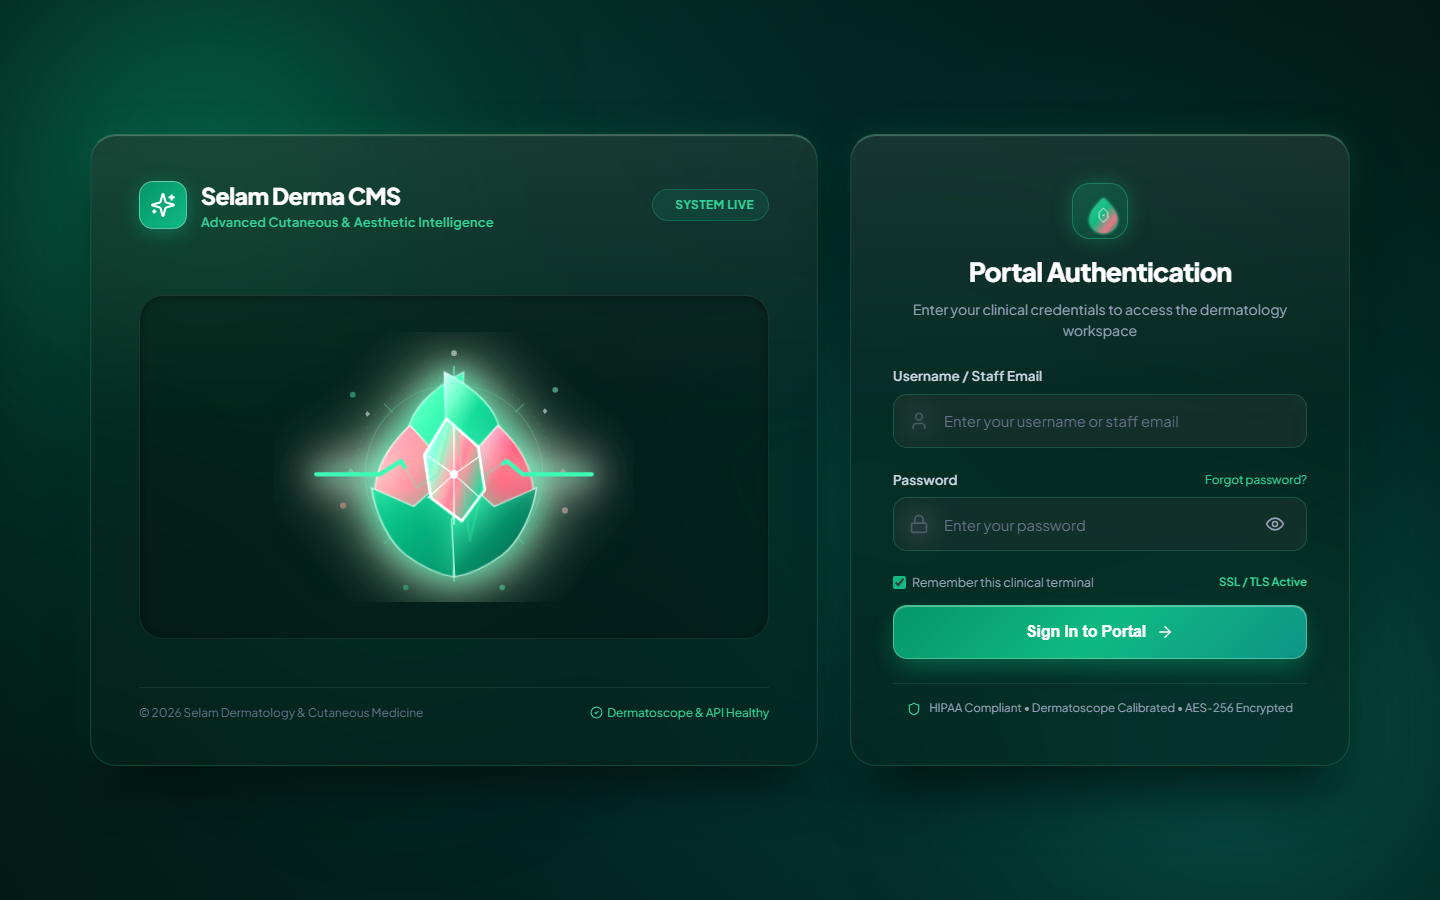 Selam Derma CMS
Advanced Cutaneous & Aesthetic Intelligence
SYSTEM LIVE
© 2026 Selam Dermatology & Cutaneous Medicine
Dermatoscope & API Healthy
Portal Authentication
Enter your clinical credentials to access the dermatology
workspace
Username / Staff Email
Enter your username or staff email
Password
Forgot password?
Enter your password
Remember this clinical terminal
SSL / TLS Active
Sign In to Portal
HIPAA Compliant • Dermatoscope Calibrated • AES-256 Encrypted